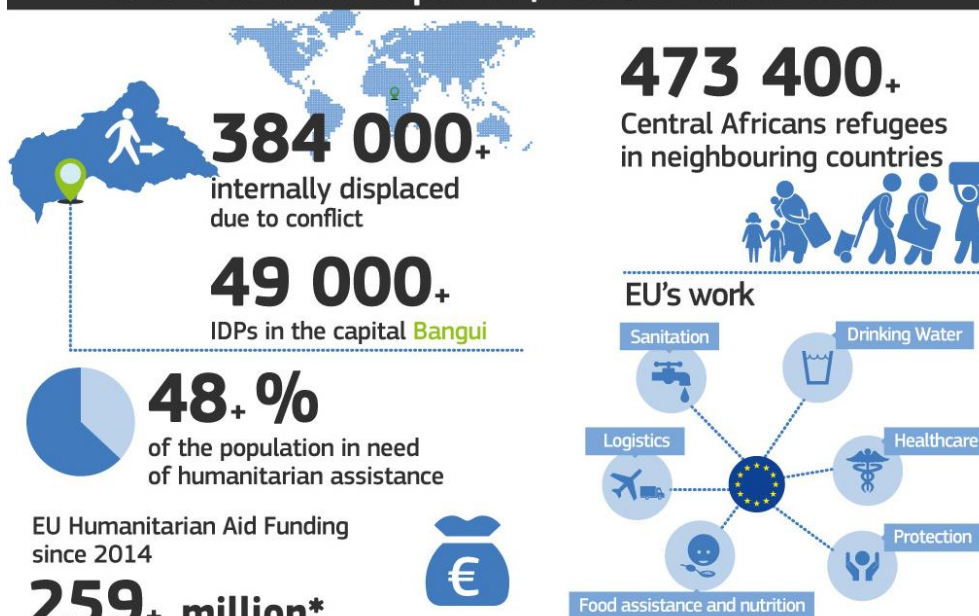 384 000+
internally displaced
due to conflict
49 000+
IDPs in the capital Bangui
48+ %
of the population in need
of humanitarian assistance
EU Humanitarian Aid Funding
since 2014
259+ million*
€
473 400+
Central Africans refugees
in neighbouring countries
EU's work
Sanitation
Drinking Water
Logistics
Healthcare
Protection
Food assistance and nutrition